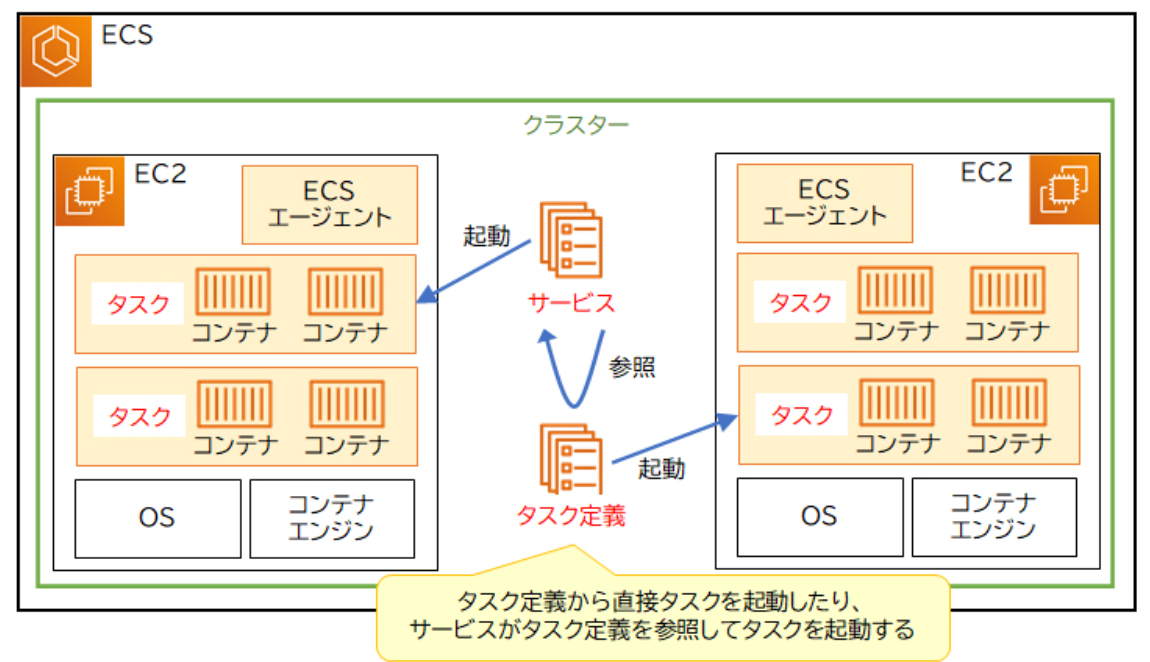 ECS
クラスター
EC2
ECS
エージェント
起動
サービス
参照
タスク
コンテナ
コンテナ
タスク
コンテナ
コンテナ
OS
コンテナ
エンジン
タスク定義
起動
EC2
ECS
エージェント
タスク
コンテナ
コンテナ
タスク
コンテナ
コンテナ
OS
コンテナ
エンジン
タスク定義から直接タスクを起動したり、
サービスがタスク定義を参照してタスクを起動する